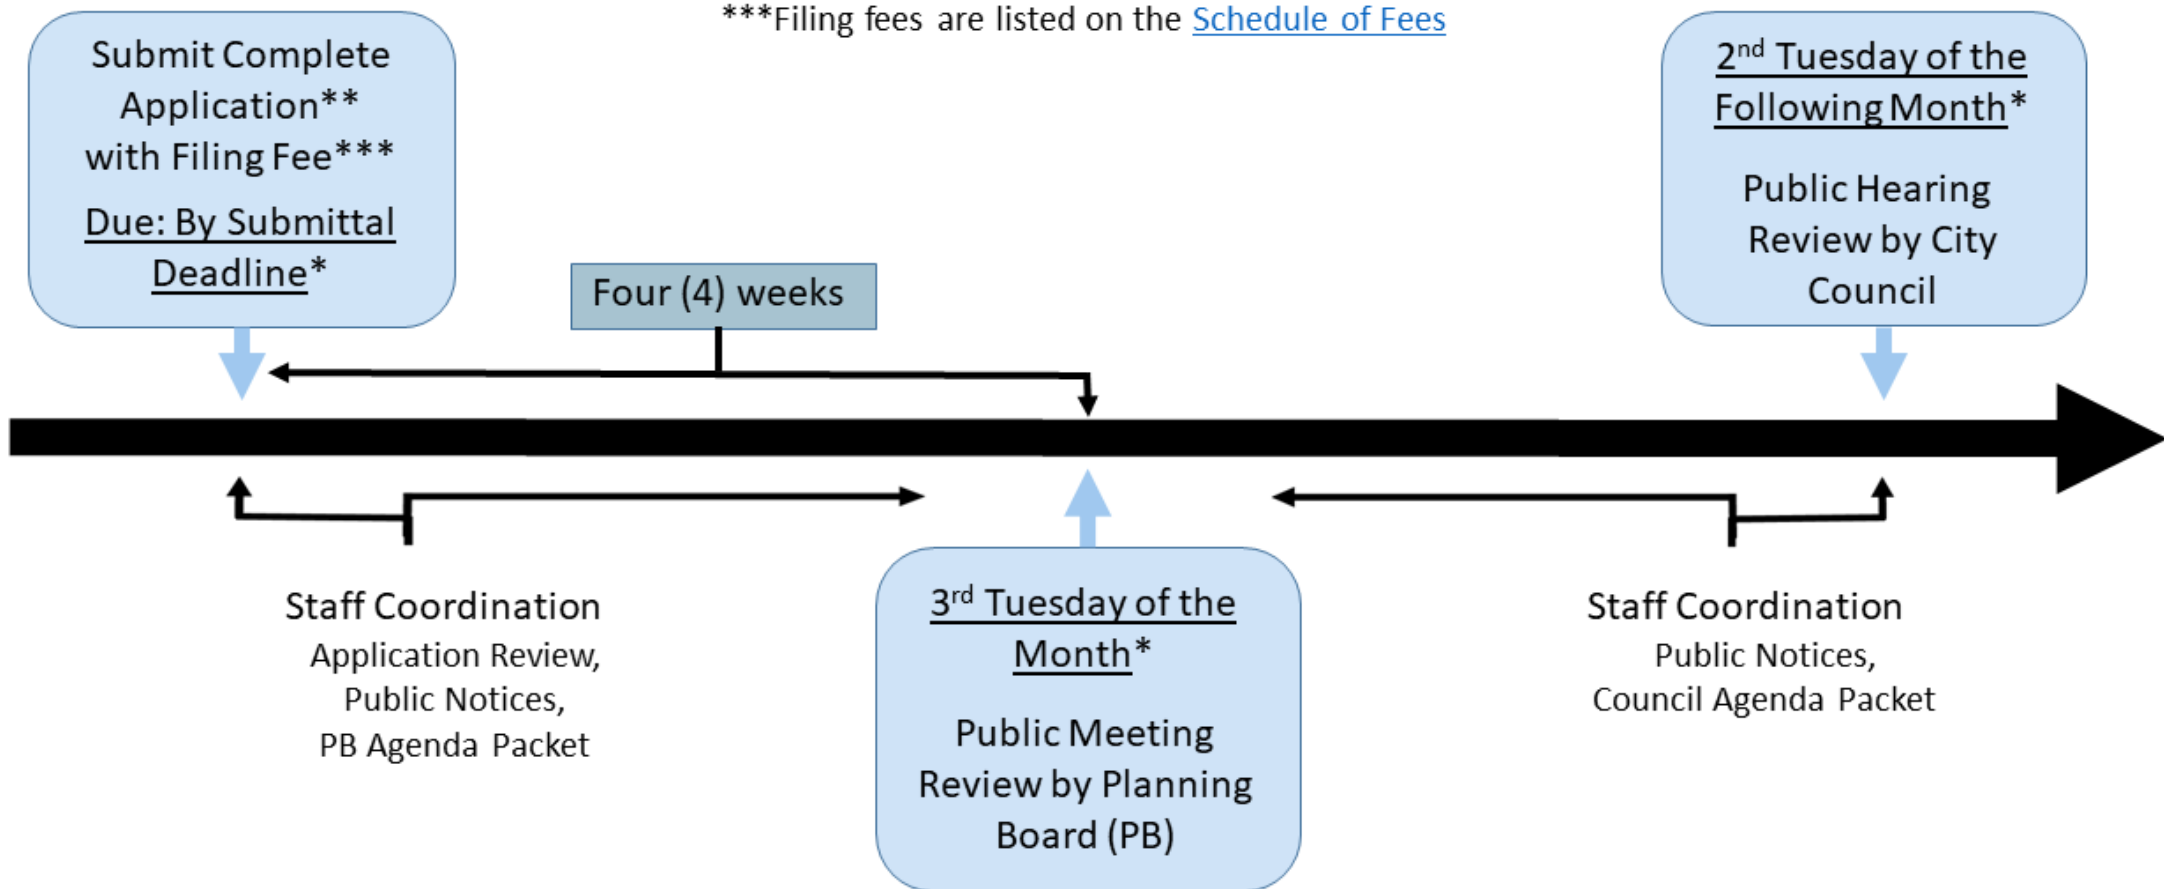 ***Filing fees are listed on the Schedule of Fees
Submit Complete
Application**
with Filing Fee***
Due: By Submittal
Deadline*
Four (4) weeks
2nd Tuesday of the
Following Month*
Public Hearing
Review by City
Council
Staff Coordination
Application Review,
Public Notices,
PB Agenda Packet
3rd Tuesday of the
Month*
Public Meeting
Review by Planning
Board (PB)
Staff Coordination
Public Notices,
Council Agenda Packet